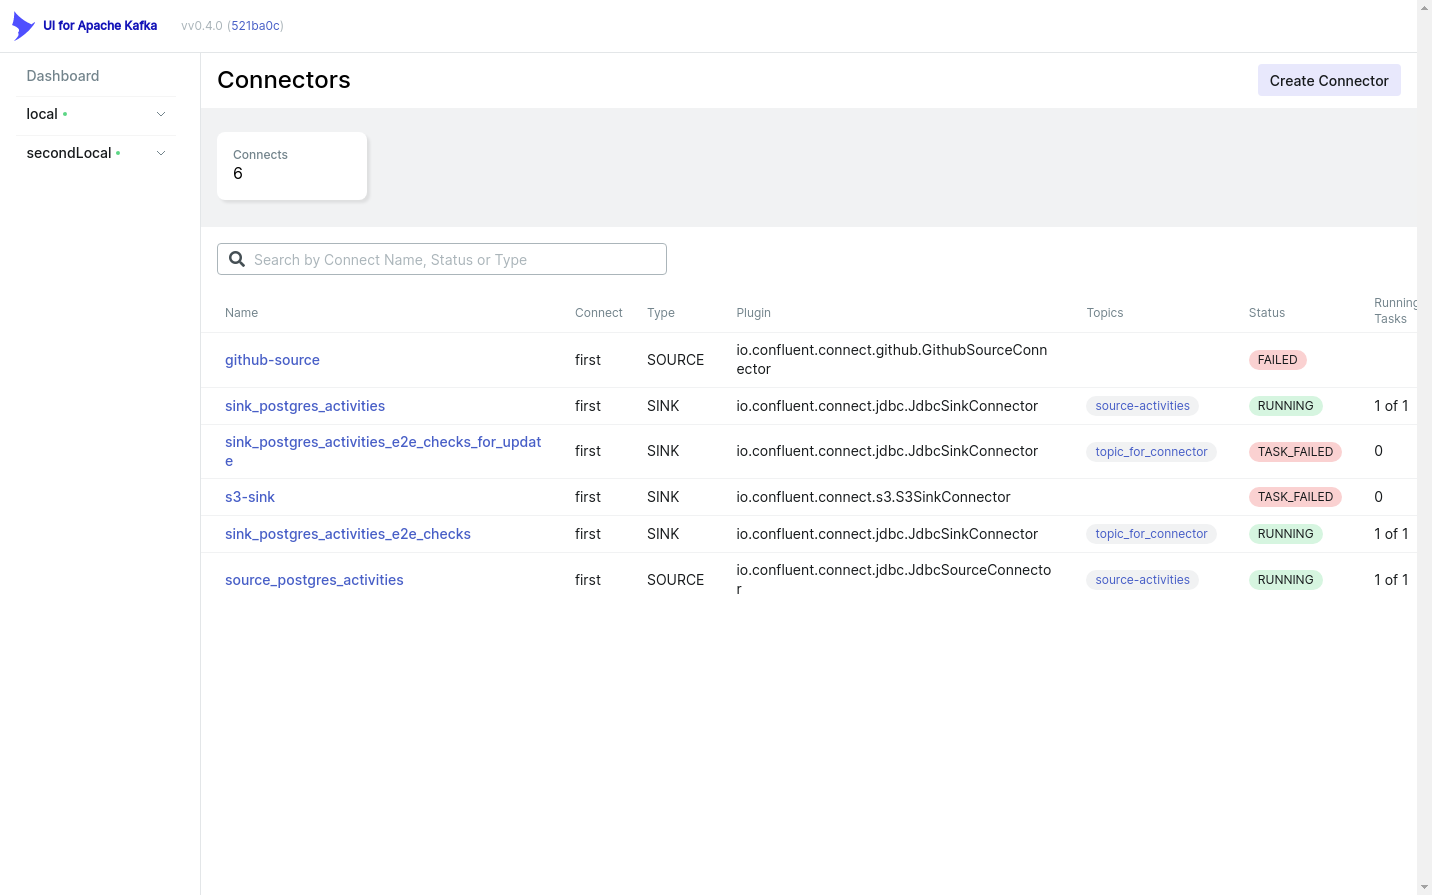 UI for Apache Kafka
vv0.4.0 (521ba0c)
Dashboard
local
secondLocal
Connectors
Create Connector
Connects
6
Search by Connect Name, Status or Type
Name Connect Type Plugin Topics Status Running
Tasks
github-source first SOURCE io.confluent.connect.github.GithubSourceConn
ector FAILED
sink_postgres_activities first SINK io.confluent.connect.jdbc.JdbcSinkConnector source-activities RUNNING 1 of 1
sink_postgres_activities_e2e_checks_for_updat
e first SINK io.confluent.connect.jdbc.JdbcSinkConnector topic_for_connector TASK_FAILED 0
s3-sink first SINK io.confluent.connect.s3.S3SinkConnector TASK_FAILED 0
sink_postgres_activities_e2e_checks first SINK io.confluent.connect.jdbc.JdbcSinkConnector topic_for_connector RUNNING 1 of 1
source_postgres_activities first SOURCE io.confluent.connect.jdbc.JdbcSourceConnecto
r source-activities RUNNING 1 of 1